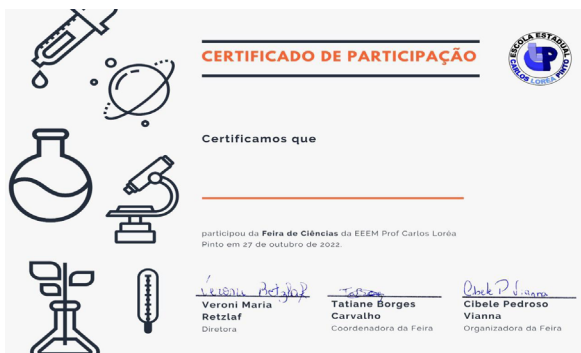 CERTIFICADO DE PARTICIPAÇÃO
ESCOLA ESTADUAL
CARLOS LORÉA PINTO
Certificamos que
participou da Feira de Ciências da EEEM Prof Carlos Loréa
Pinto em 27 de outubro de 2022.
Veroni Retzlaf
Cibele P. Vianna
Veroni Maria
Retzlaf
Diretora
Tatiane Borges
Carvalho
Coordenadora da Feira
Cibele Pedroso
Vianna
Organizadora da Feira